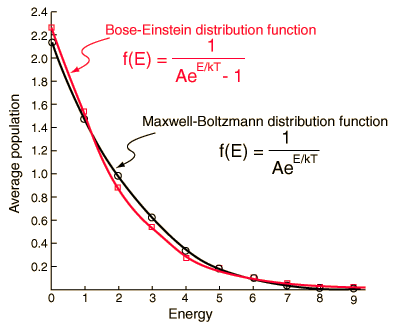 2.4
2.2
2.0
1.8
1.6
1.4
1.2
1.0
0.8
0.6
0.4
0.2
Average population
Bose-Einstein distribution function
f(E) = 1
Ae^E/kT - 1
Maxwell-Boltzmann distribution function
f(E) = 1
Ae^E/kT
0 1 2 3 4 5 6 7 8 9
Energy